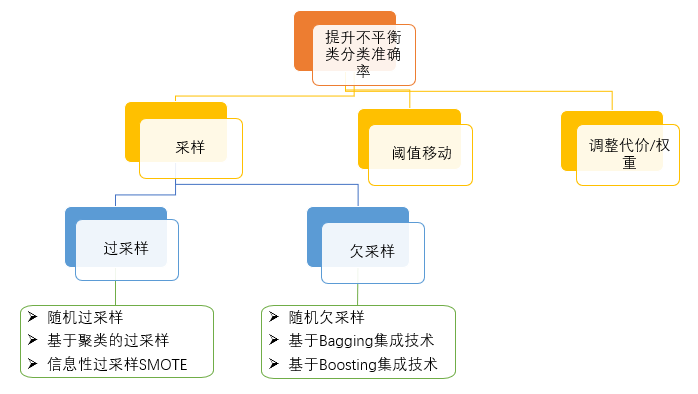 提升不平衡
类分类准确
率
采样
阈值移动
调整代价/权
重
过采样
欠采样
随机过采样
基于聚类的过采样
信息性过采样SMOTE
随机欠采样
基于Bagging集成技术
基于Boosting集成技术